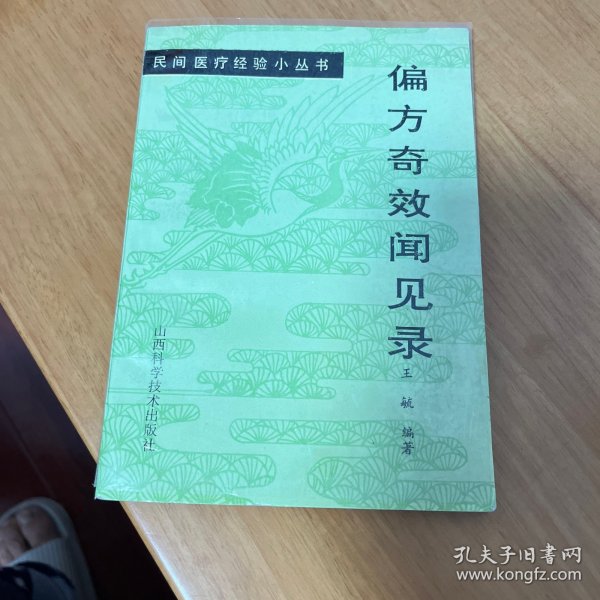 民间医疗经验小丛书
偏方奇效闻见录
王毓 编著
山西科学技术出版社
孔夫子旧书网
www.kongfz.com